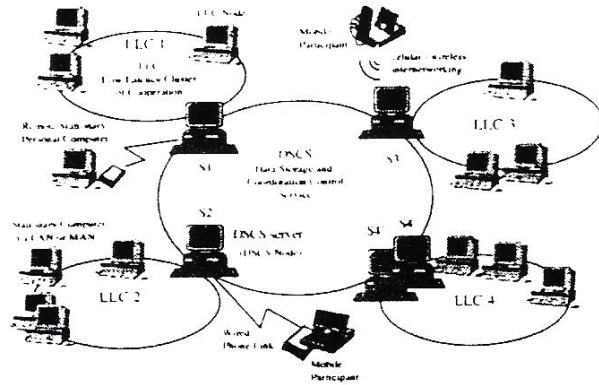 LLC 1
LLC Node
LLC
Low Latency Cluster
of Cooperation
Mobile
Participant
Cellular wireless
internetworking
LLC 3
Remote Stationary
Personal Computer
S1
DSCS
Data Storage and
Coordination Control
Service
S3
S2
Stationary Computer
via LAN or MAN
DSCS server
(DSCS Node)
S4'
S4
LLC 2
LLC 4
Wired
Phone Link
Mobile
Participant